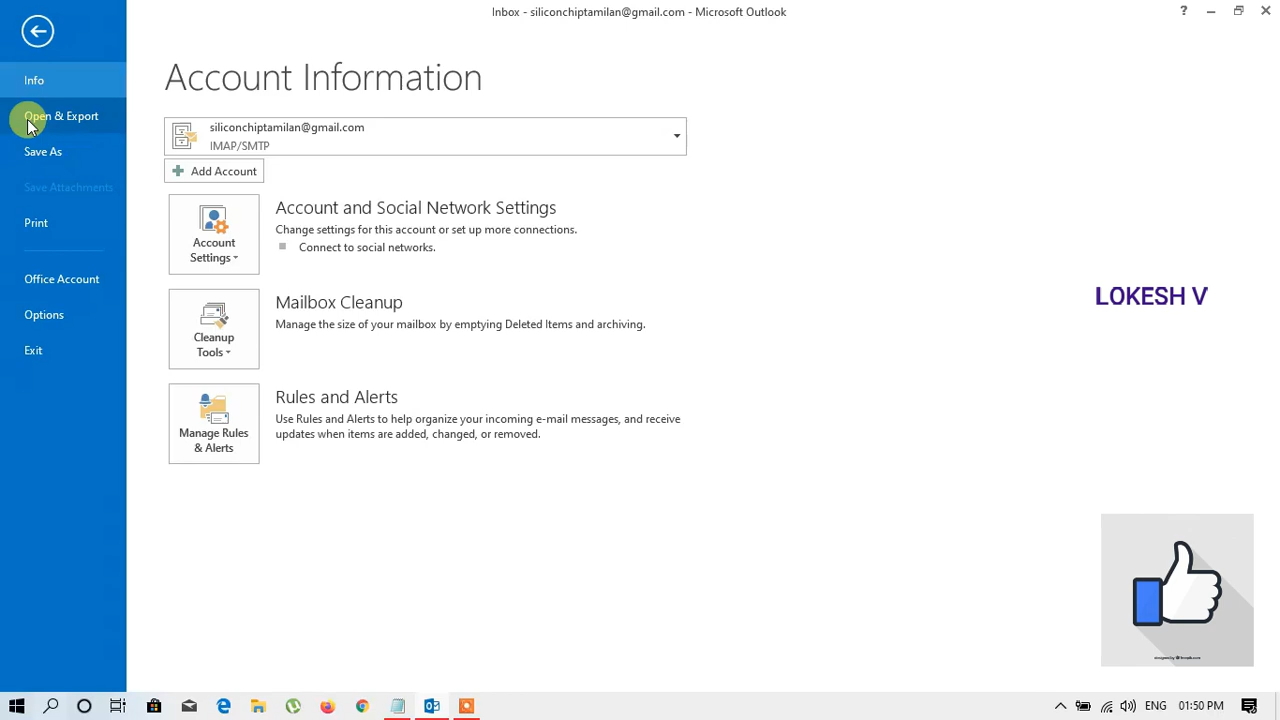 Inbox - siliconchiptamilan@gmail.com - Microsoft Outlook
?
Info
Open & Export
Save As
Save Attachments
Print
Office Account
Options
Exit
Account Information
siliconchiptamilan@gmail.com
IMAP/SMTP
Add Account
Account
Settings
Account and Social Network Settings
Change settings for this account or set up more connections.
Connect to social networks.
Cleanup
Tools
Mailbox Cleanup
Manage the size of your mailbox by emptying Deleted Items and archiving.
Manage Rules
& Alerts
Rules and Alerts
Use Rules and Alerts to help organize your incoming e-mail messages, and receive
updates when items are added, changed, or removed.
LOKESH V
ENG
01:50 PM